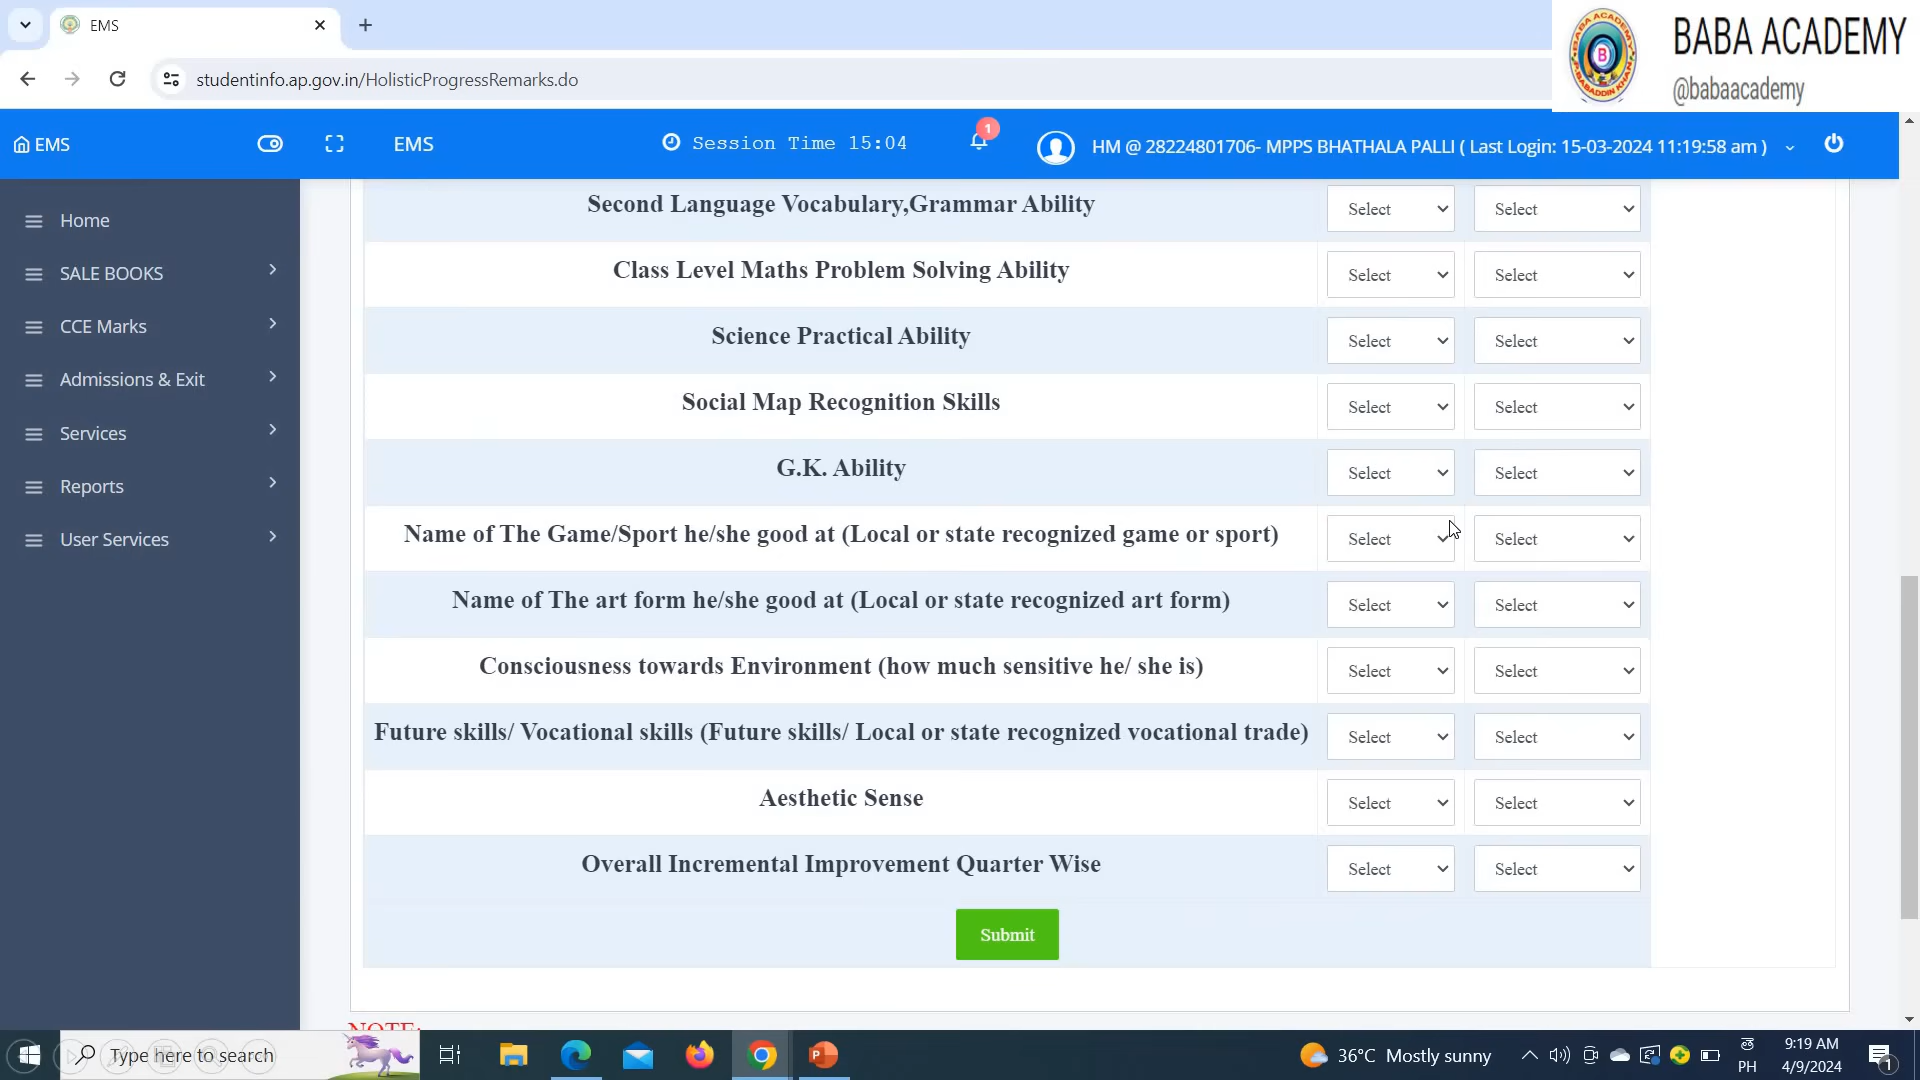 EMS
BABA ACADEMY
@babaacademy
studentinfo.ap.gov.in/HolisticProgressRemarks.do
EMS
EMS
Session Time 15:04
1
HM @ 28224801706- MPPS BHATHALA PALLI ( Last Login: 15-03-2024 11:19:58 am )
Home
SALE BOOKS
CCE Marks
Admissions & Exit
Services
Reports
User Services
Second Language Vocabulary,Grammar Ability Select Select
Class Level Maths Problem Solving Ability Select Select
Science Practical Ability Select Select
Social Map Recognition Skills Select Select
G.K. Ability Select Select
Name of The Game/Sport he/she good at (Local or state recognized game or sport) Select Select
Name of The art form he/she good at (Local or state recognized art form) Select Select
Consciousness towards Environment (how much sensitive he/ she is) Select Select
Future skills/ Vocational skills (Future skills/ Local or state recognized vocational trade) Select Select
Aesthetic Sense Select Select
Overall Incremental Improvement Quarter Wise Select Select
Submit
NOTE:
Type here to search
36°C Mostly sunny
PH
9:19 AM
4/9/2024
1